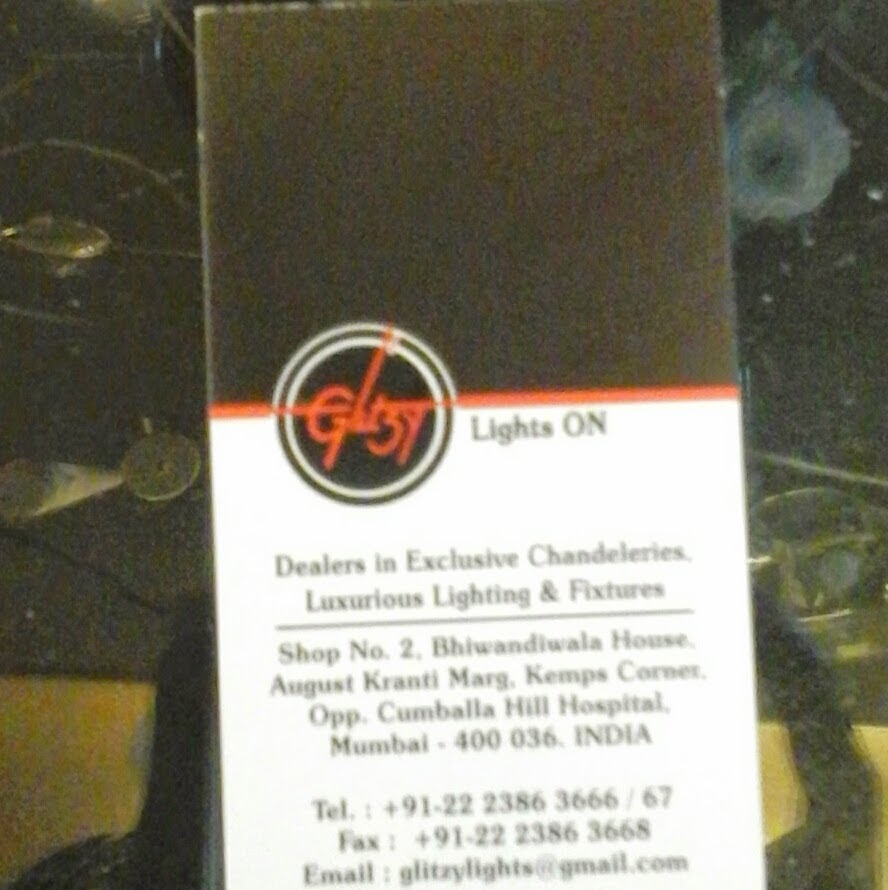 Glitzy
Lights ON
Dealers in Exclusive Chandeleries.
Luxurious Lighting & Fixtures
Shop No. 2, Bhiwandiwala House,
August Kranti Marg, Kemps Corner,
Opp. Cumballa Hill Hospital,
Mumbai - 400 036. INDIA
Tel. : +91-22 2386 3666 / 67
Fax : +91-22 2386 3668
Email : glitzylights@gmail.com